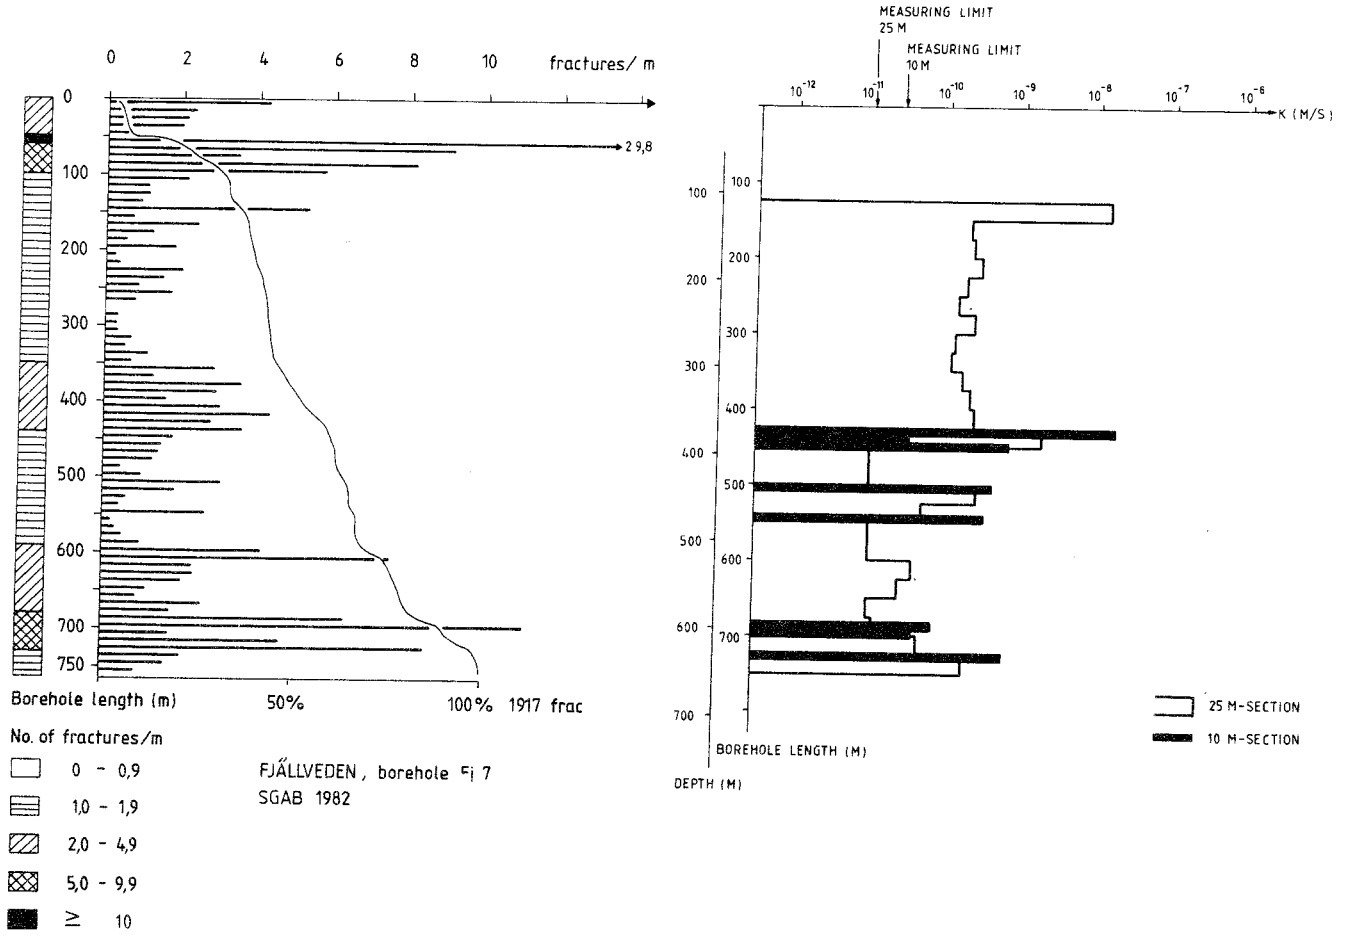 MEASURING LIMIT
25 M
MEASURING LIMIT
10 M
0 2 4 6 8 10 fractures/ m
10⁻¹² 10⁻¹¹ 10⁻¹⁰ 10⁻⁹ 10⁻⁸ 10⁻⁷ 10⁻⁶
K (M/S)
0
29,8
100
200
300
400
500
600
700
750
Borehole length (m) 50% 100% 1917 frac
100
200
300
400
500
600
700
100
200
300
400
500
600
700
BOREHOLE LENGTH (M)
DEPTH (M)
25 M-SECTION
10 M-SECTION
No. of fractures/m
0 - 0,9
1,0 - 1,9
2,0 - 4,9
5,0 - 9,9
≥ 10
FJÄLLVEDEN, borehole Fj 7
SGAB 1982